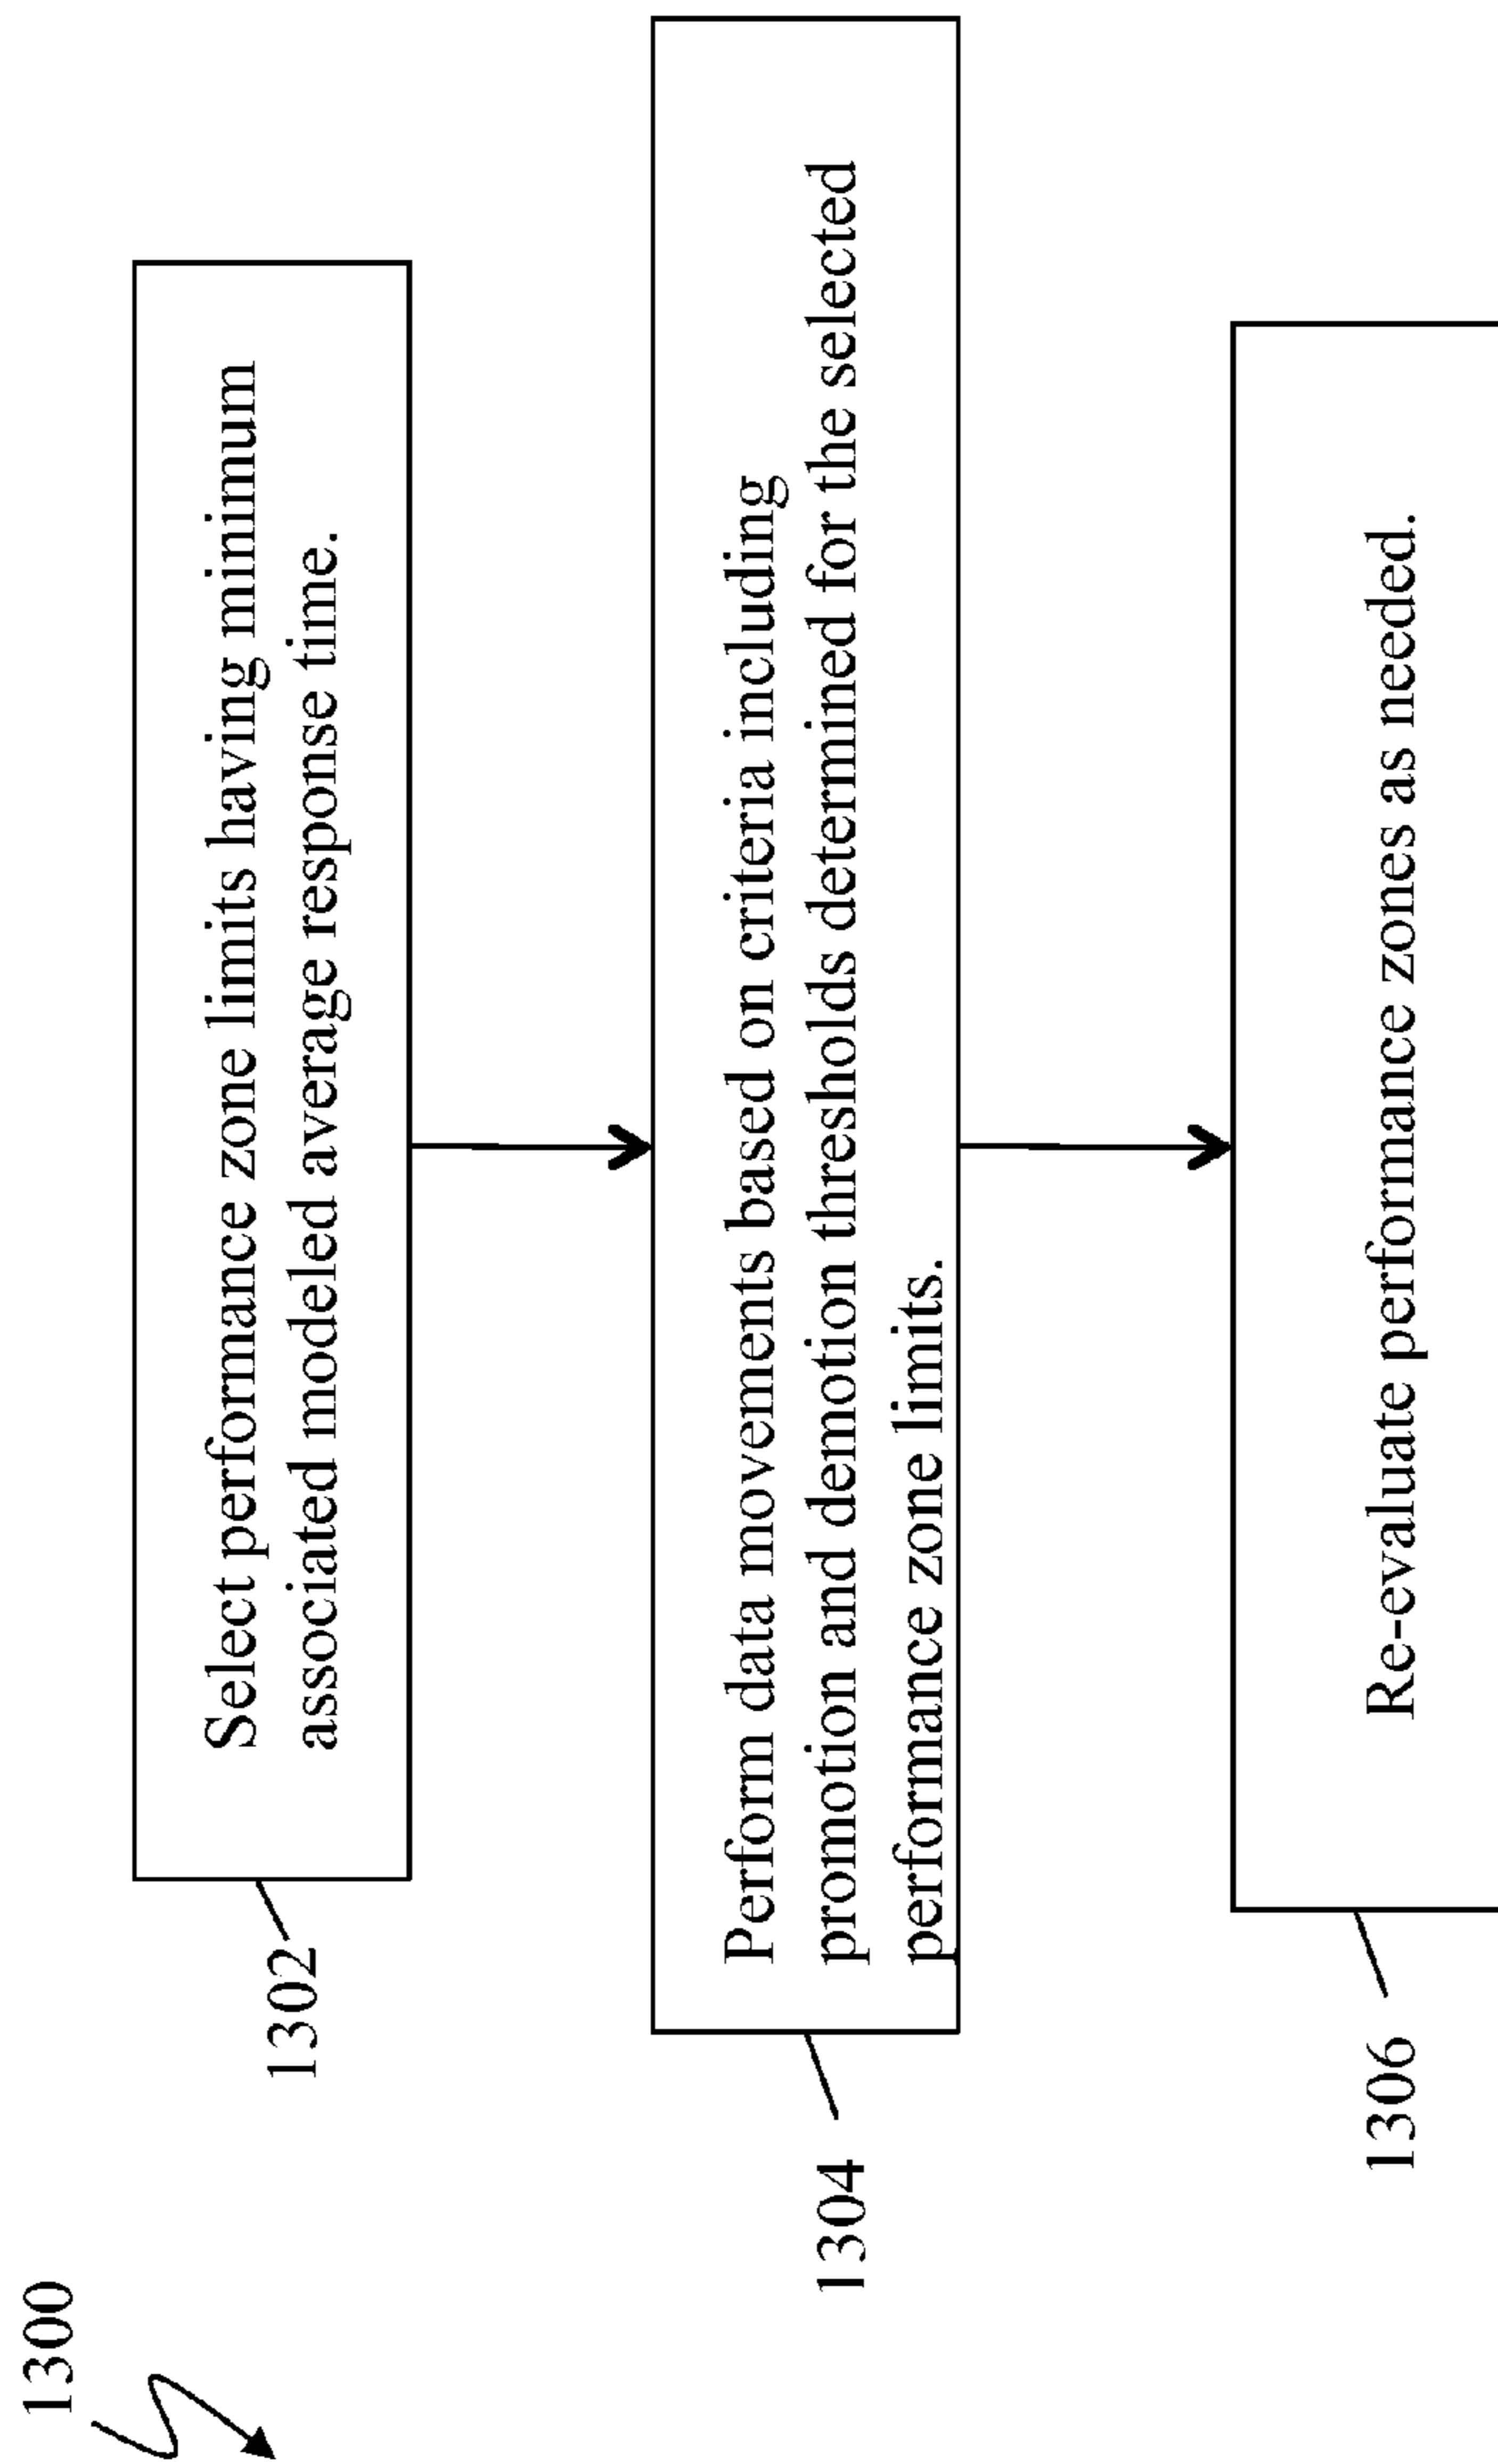 1300
1302
Select performance zone limits having minimum
associated modeled average response time.
1304
Perform data movements based on criteria including
promotion and demotion thresholds determined for the selected
performance zone limits.
1306
Re-evaluate performance zones as needed.